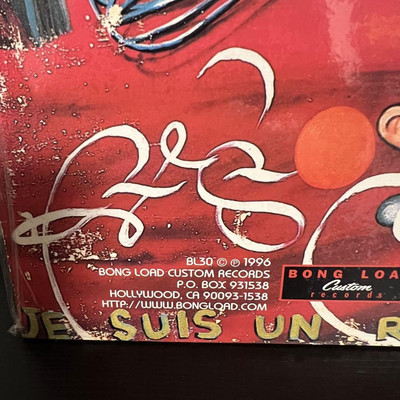 BL30 © ℗ 1996
BONG LOAD CUSTOM RECORDS
P.O. BOX 931538
HOLLYWOOD, CA 90093-1538
HTTP://WWW.BONGLOAD.COM
BONG LOA
Custom
records
JE SUIS UN R